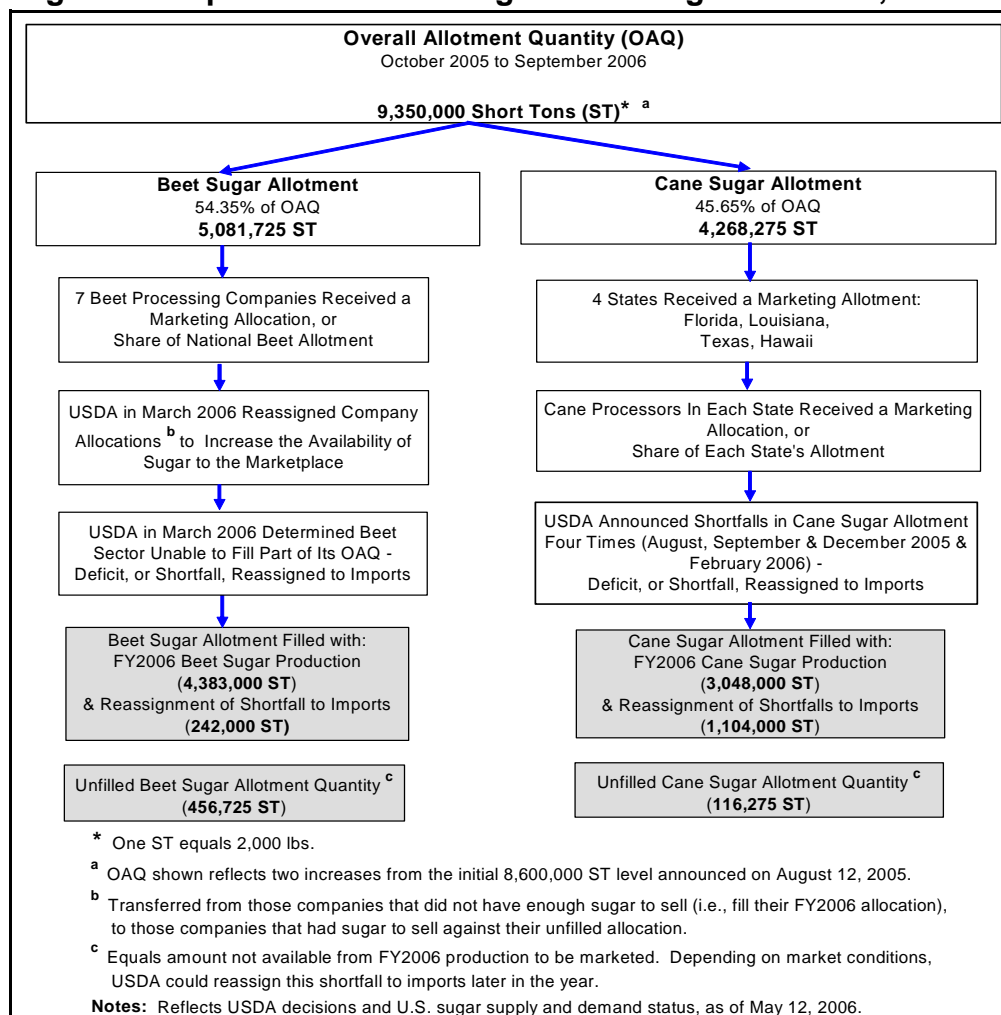 Overall Allotment Quantity (OAQ)
October 2005 to September 2006
9,350,000 Short Tons (ST)* a
Beet Sugar Allotment
54.35% of OAQ
5,081,725 ST
Cane Sugar Allotment
45.65% of OAQ
4,268,275 ST
7 Beet Processing Companies Received a
Marketing Allocation, or
Share of National Beet Allotment
4 States Received a Marketing Allotment:
Florida, Louisiana,
Texas, Hawaii
USDA in March 2006 Reassigned Company
Allocations b to Increase the Availability of
Sugar to the Marketplace
Cane Processors In Each State Received a Marketing
Allocation, or
Share of Each State's Allotment
USDA in March 2006 Determined Beet
Sector Unable to Fill Part of Its OAQ -
Deficit, or Shortfall, Reassigned to Imports
USDA Announced Shortfalls in Cane Sugar Allotment
Four Times (August, September & December 2005 &
February 2006) -
Deficit, or Shortfall, Reassigned to Imports
Beet Sugar Allotment Filled with:
FY2006 Beet Sugar Production
(4,383,000 ST)
& Reassignment of Shortfall to Imports
(242,000 ST)
Cane Sugar Allotment Filled with:
FY2006 Cane Sugar Production
(3,048,000 ST)
& Reassignment of Shortfalls to Imports
(1,104,000 ST)
Unfilled Beet Sugar Allotment Quantity c
(456,725 ST)
Unfilled Cane Sugar Allotment Quantity c
(116,275 ST)
* One ST equals 2,000 lbs.
a OAQ shown reflects two increases from the initial 8,600,000 ST level announced on August 12, 2005.
b Transferred from those companies that did not have enough sugar to sell (i.e., fill their FY2006 allocation),
to those companies that had sugar to sell against their unfilled allocation.
c Equals amount not available from FY2006 production to be marketed. Depending on market conditions,
USDA could reassign this shortfall to imports later in the year.
Notes: Reflects USDA decisions and U.S. sugar supply and demand status, as of May 12, 2006.